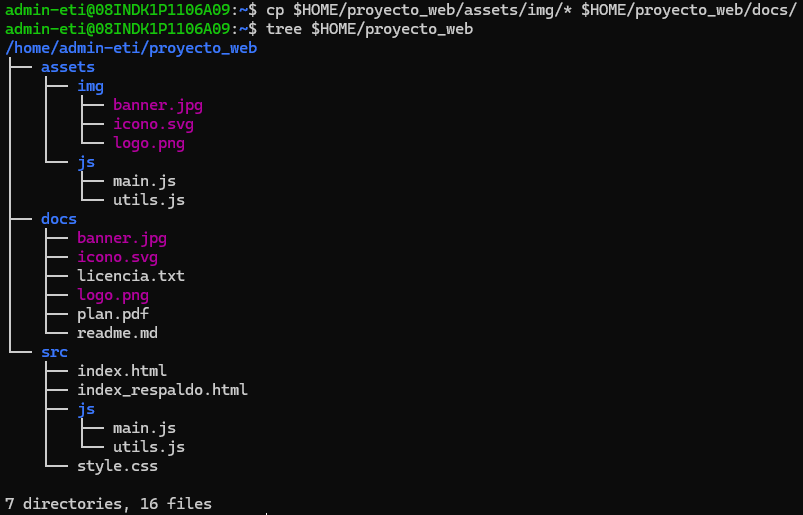 admin-eti@08INDK1P1106A09:~$ cp $HOME/proyecto_web/assets/img/* $HOME/proyecto_web/docs/
admin-eti@08INDK1P1106A09:~$ tree $HOME/proyecto_web
/home/admin-eti/proyecto_web
├── assets
│   ├── img
│   │   ├── banner.jpg
│   │   ├── icono.svg
│   │   └── logo.png
│   └── js
│       ├── main.js
│       └── utils.js
├── docs
│   ├── banner.jpg
│   ├── icono.svg
│   ├── licencia.txt
│   ├── logo.png
│   ├── plan.pdf
│   └── readme.md
└── src
    ├── index.html
    ├── index_respaldo.html
    ├── js
    │   ├── main.js
    │   └── utils.js
    └── style.css
7 directories, 16 files